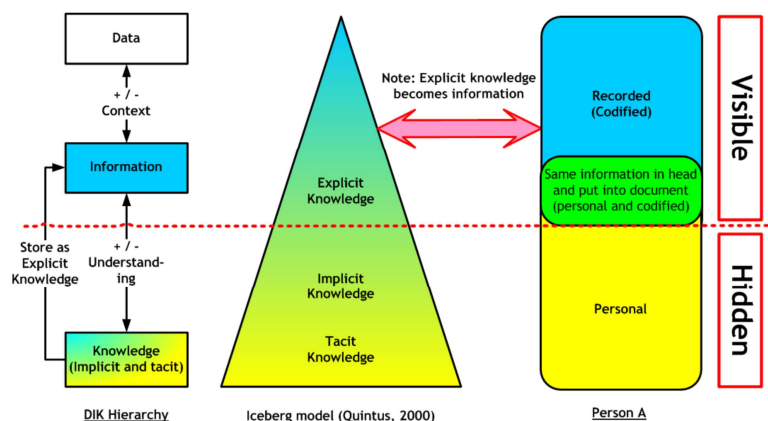 Data
+ / -
Context
Information
Store as
Explicit
Knowledge
+ / -
Understand-
ing
Knowledge
(Implicit and tacit)
DIK Hierarchy
Explicit
Knowledge
Implicit
Knowledge
Tacit
Knowledge
Iceberg model (Quintus, 2000)
Note: Explicit knowledge
becomes information
Recorded
(Codified)
Same information in head
and put into document
(personal and codified)
Personal
Person A
Visible
Hidden